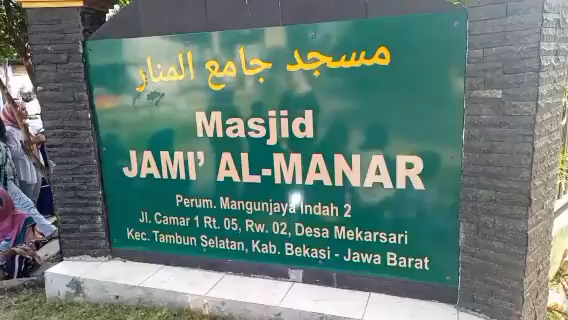 مسجد جامع المنار
Masjid
JAMI' AL-MANAR
Perum. Mangunjaya Indah 2
Jl. Camar 1 Rt. 05, Rw. 02, Desa Mekarsari
Kec. Tambun Selatan, Kab. Bekasi - Jawa Barat